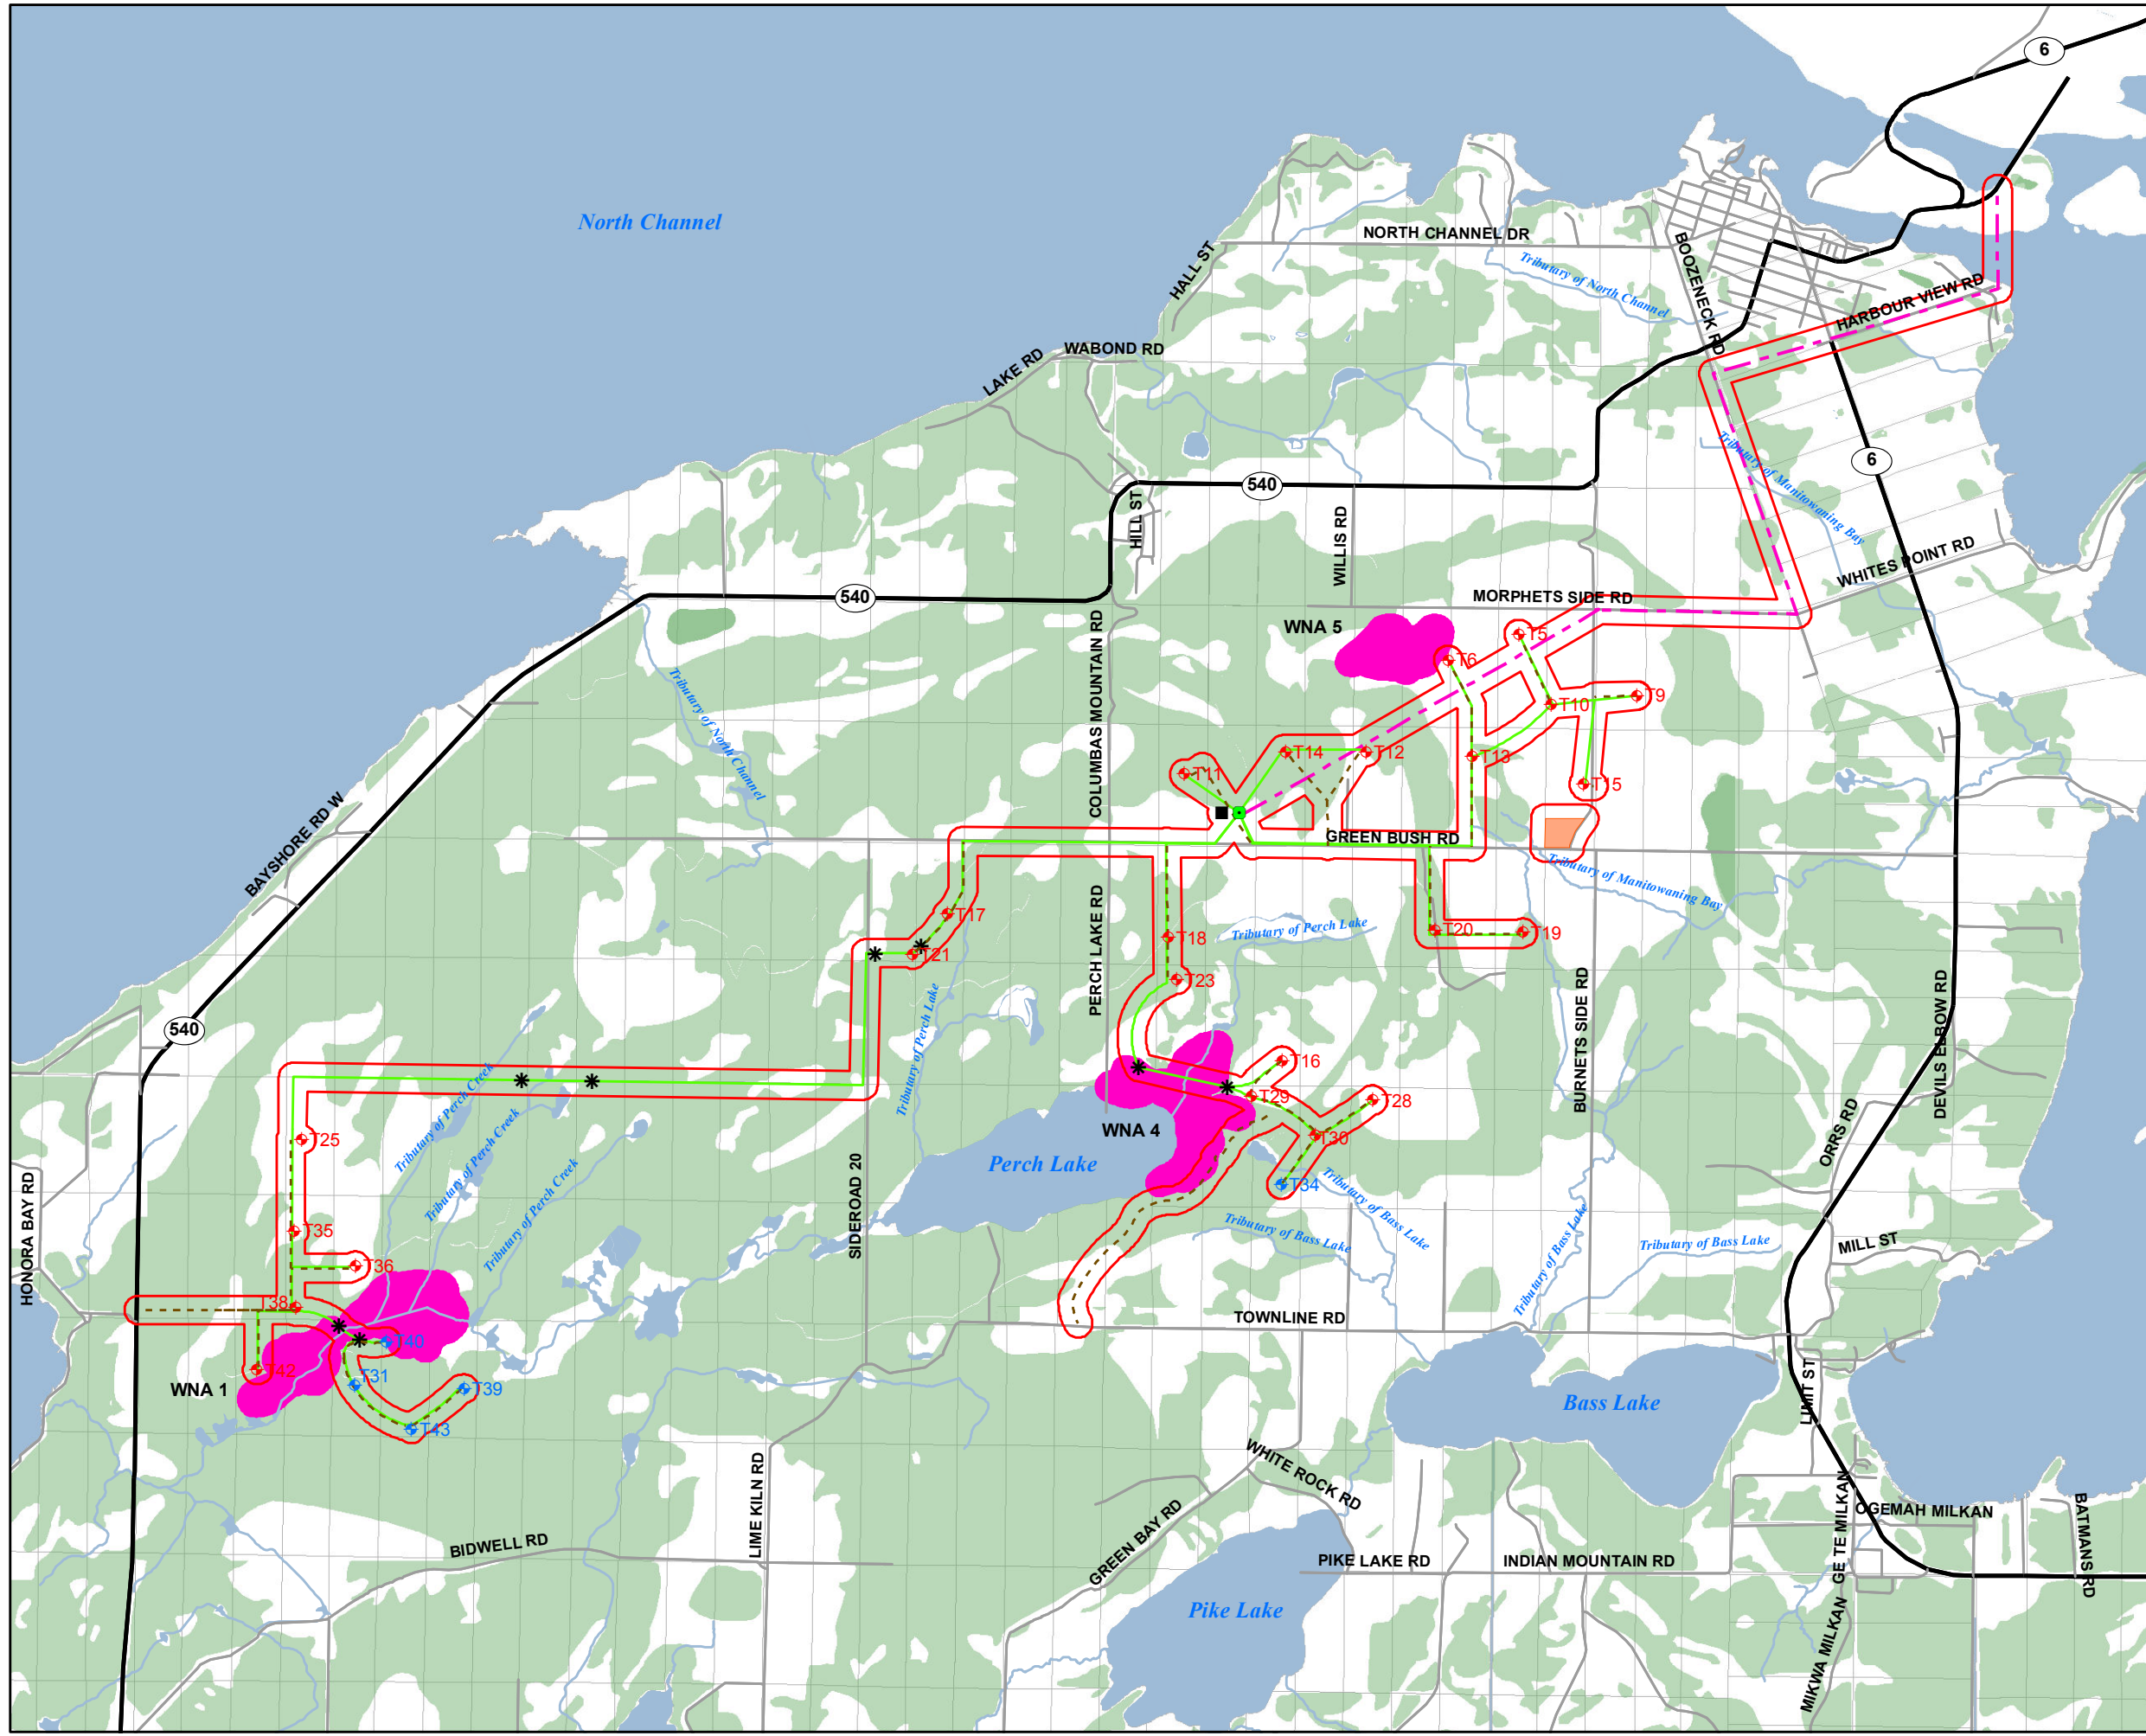 6
North Channel
NORTH CHANNEL DR
BOOZENECK RD
Tributary of North Channel
HALL ST
HARBOUR VIEW RD
WABOND RD
LAKE RD
6
Tributary of Manitowaning Bay
540
HILL ST
WILLIS RD
WHITES POINT RD
540
MORPHETS SIDE RD
WNA 5
T5
T6
COLUMBAS MOUNTAIN RD
Tributary of North Channel
T9
T10
T14
T12
T13
T11
T15
BAYSHORE RD W
GREEN BUSH RD
Tributary of Manitowaning Bay
PERCH LAKE RD
T17
T18
Tributary of Perch Lake
T20
T19
T21
T23
BURNETS SIDE RD
DEVILS ELBOW RD
540
Tributary of Perch Lake
T16
T29
T28
Tributary of Perch Creek
Tributary of Perch Creek
Tributary of Perch Creek
T25
WNA 4
T30
ORRS RD
Perch Lake
T34
Tributary of Bass Lake
Tributary of Bass Lake
Tributary of Bass Lake
Tributary of Bass Lake
HONORA BAY RD
SIDEROAD 20
T35
T36
MILL ST
T38
TOWNLINE RD
T40
T42
T31
T39
WNA 1
T43
LIMIT ST
Bass Lake
WHITE ROCK RD
LIME KILN RD
GREEN BAY RD
OGEMAH MILKAN
BATMANS RD
GE TE MILKAN
BIDWELL RD
PIKE LAKE RD
INDIAN MOUNTAIN RD
Pike Lake
MIKWA MILKAN